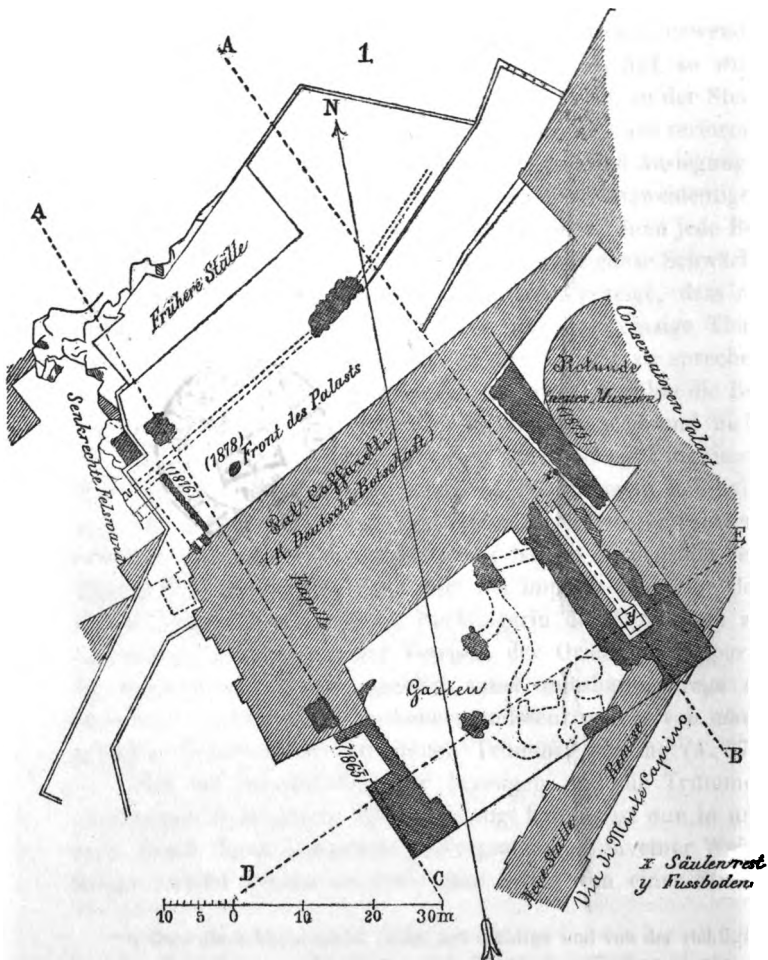 1.
A
N
A
Frühere Ställe
Senkrechte Felswand
(1878) Front des Palasts
(1876)
Pal. Caffarelli
(K. Deutsche Botschaft)
Kapelle
Rotunde
(neues Museum)
(1875)
Conservatoren Palast
x
E
y
Garten
(1865)
B
Remise
Neue Ställe
Via di Monte Caprino
x Säulenrest
y Fussboden
D
C
10 5 0 10 20 30 m